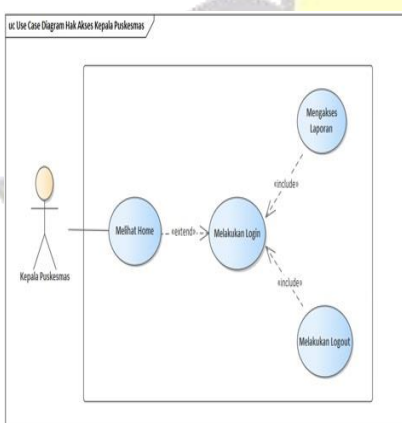 uc Use Case Diagram Hak Akses Kepala Puskesmas
Mengakses
Laporan
«include»
Melihat Home
«extend»
Melakukan Login
Kepala Puskesmas
«include»
Melakukan Logout